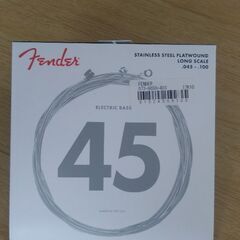 Fender
STAINLESS STEEL FLATWOUND
LONG SCALE
.045 - .100
ELECTRIC BASS
45